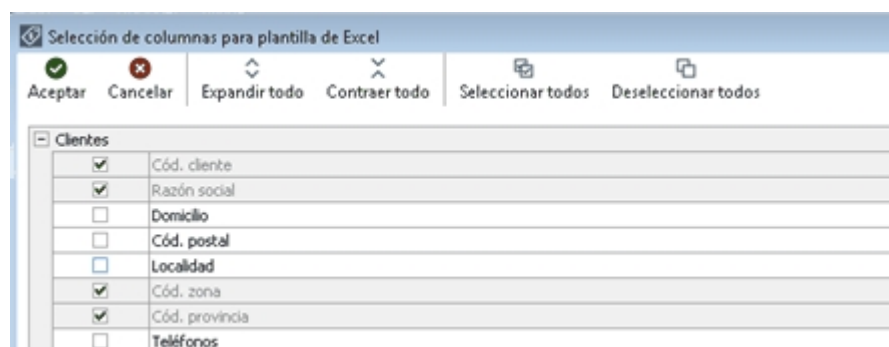 Selección de columnas para plantilla de Excel
Aceptar Cancelar Expandir todo Contraer todo Seleccionar todos Deseleccionar todos
Clientes
Cód. cliente
Razón social
Domicilio
Cód. postal
Localidad
Cód. zona
Cód. provincia
Teléfonos